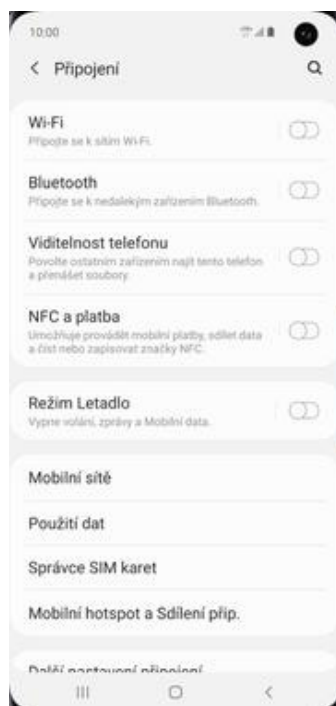 10:00
Připojení
Wi-Fi
Připojte se k sítím Wi-Fi.
Bluetooth
Připojte se k nedalekým zařízením Bluetooth.
Viditelnost telefonu
Povolte ostatním zařízením najít tento telefon
a přenášet soubory.
NFC a platba
Umožňuje provádět mobilní platby, sdílet data
a číst nebo zapisovat značky NFC.
Režim Letadlo
Vypne volání, zprávy a Mobilní data.
Mobilní sítě
Použití dat
Správce SIM karet
Mobilní hotspot a Sdílení přip.
Další nastavení připojení